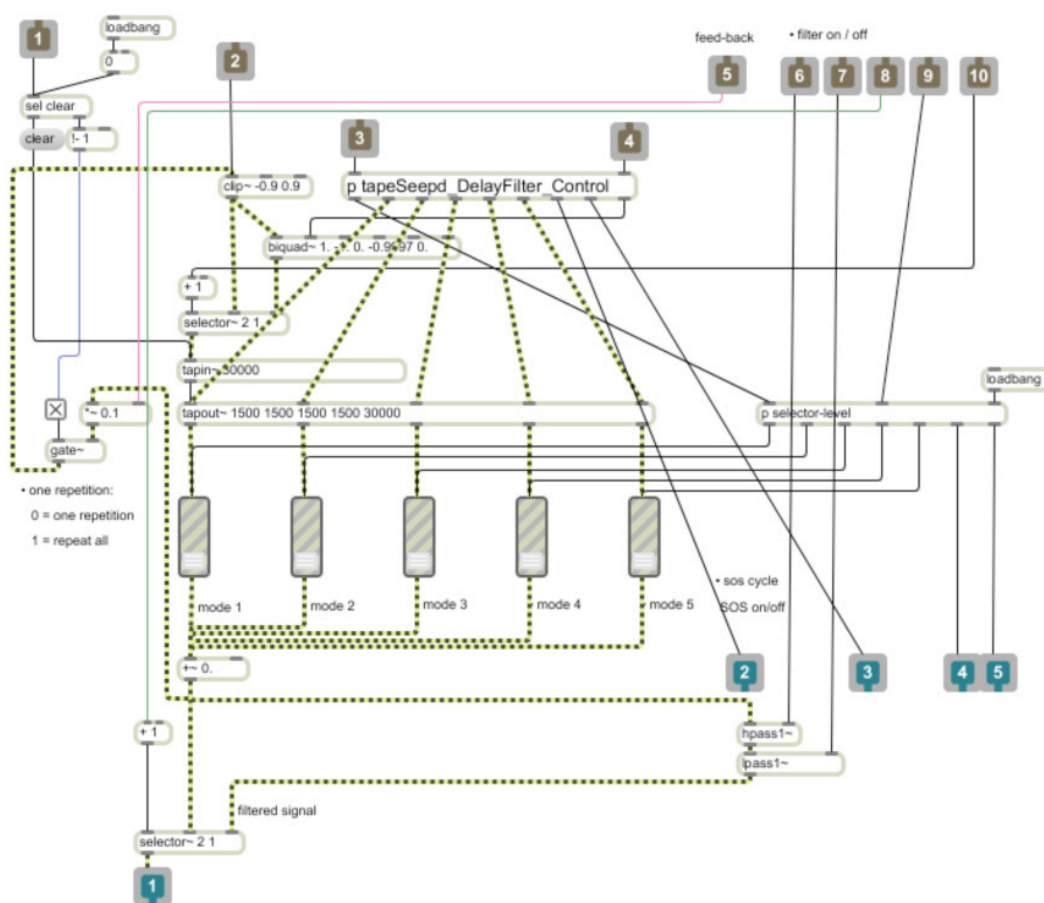 1
loadbang
0
2
feed-back
• filter on / off
5
6
7
8
9
10
sel clear
clear
!- 1
3
4
clip~ -0.9 0.9
p tapeSeepd_DelayFilter_Control
biquad~ 1. -1. 0. -0.9997 0.
+ 1
selector~ 2 1
tapin~ 30000
loadbang
*~ 0.1
tapout~ 1500 1500 1500 1500 30000
p selector-level
gate~
• one repetition:
0 = one repetition
1 = repeat all
mode 1
mode 2
mode 3
mode 4
mode 5
• sos cycle
SOS on/off
+~ 0.
2
3
4
5
+ 1
hpass1~
lpass1~
filtered signal
selector~ 2 1
1